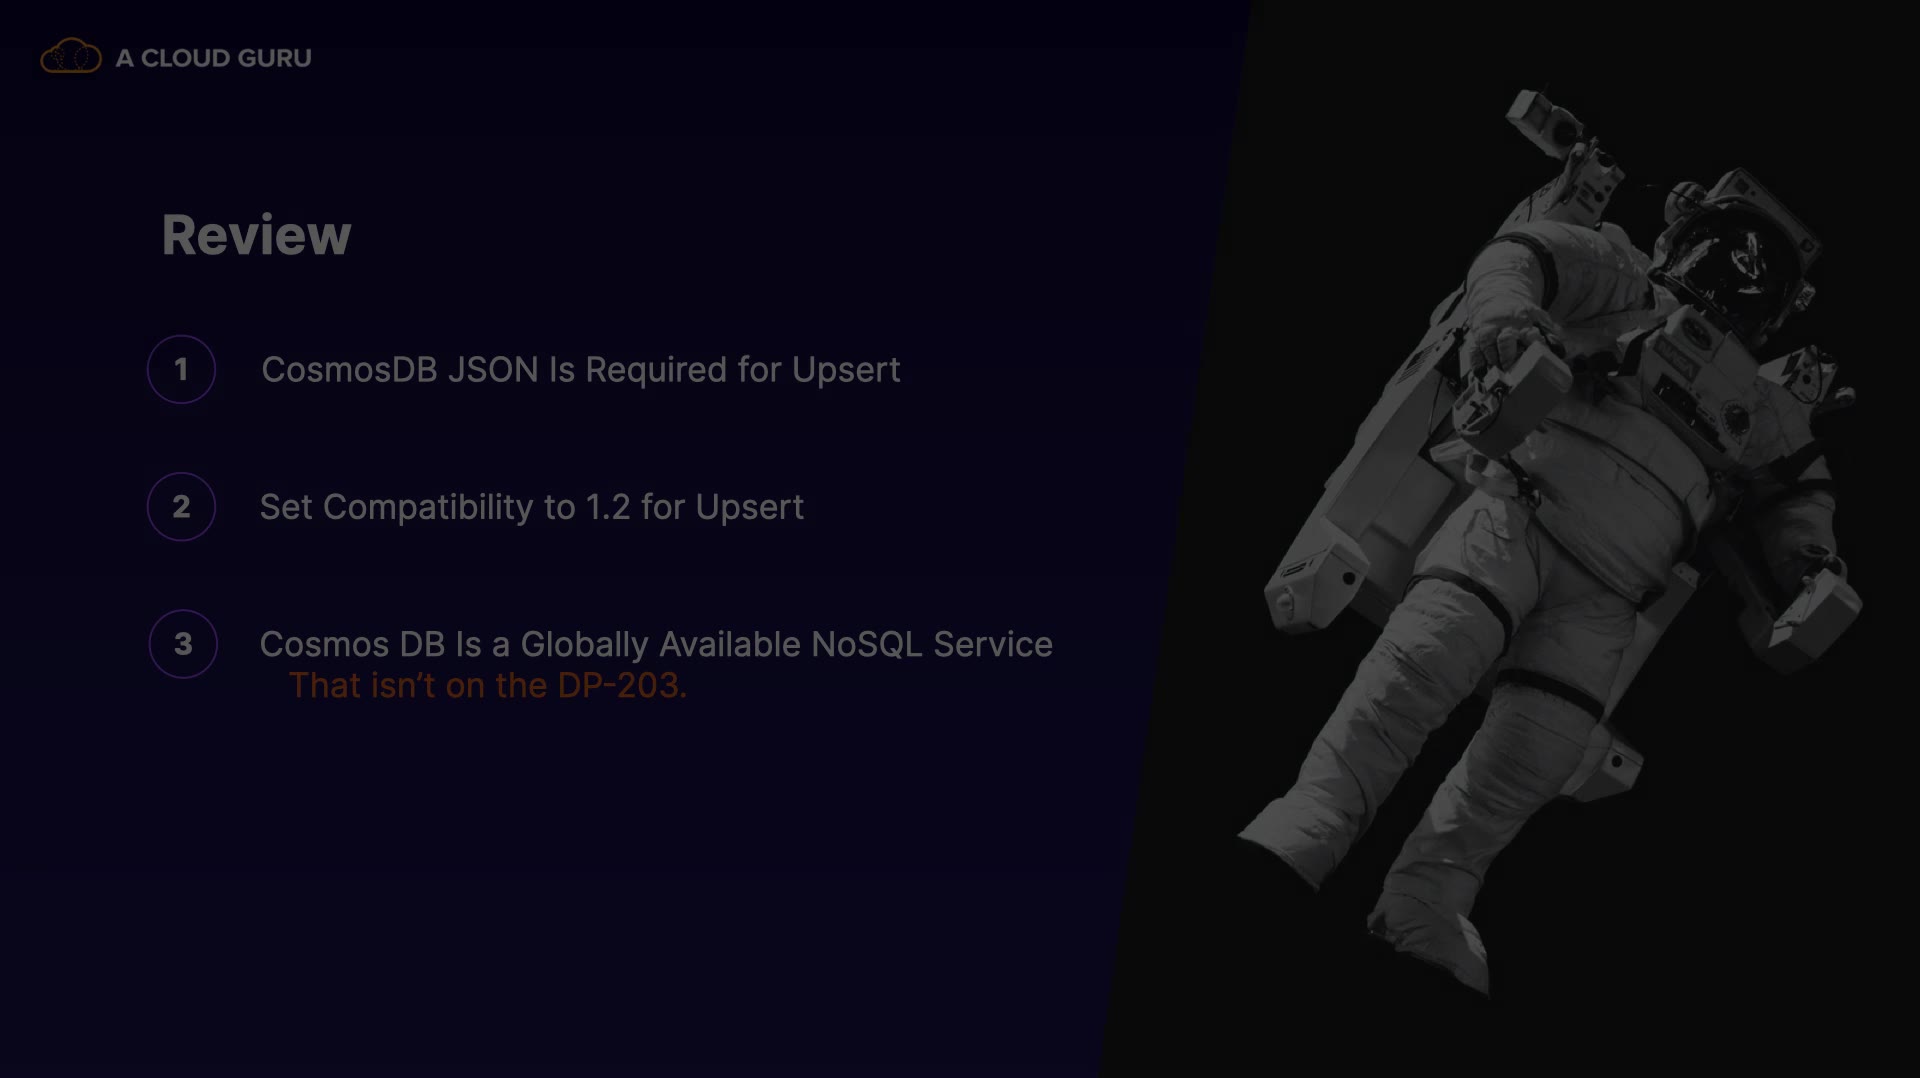 A CLOUD GURU
Review
1 CosmosDB JSON Is Required for Upsert
2 Set Compatibility to 1.2 for Upsert
3 Cosmos DB Is a Globally Available NoSQL Service
That isn’t on the DP-203.